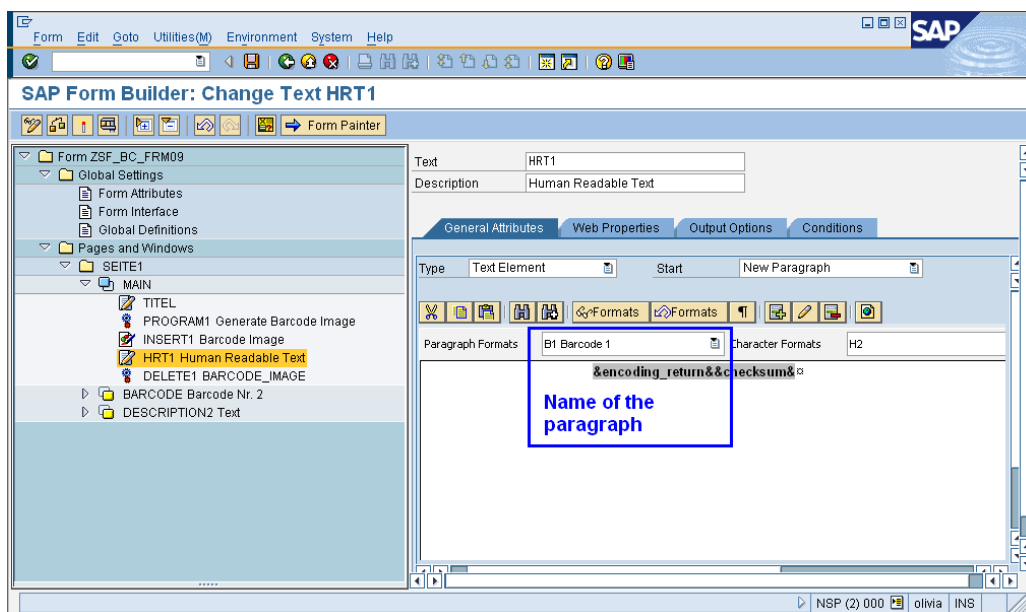 Form Edit Goto Utilities(M) Environment System Help
SAP
SAP Form Builder: Change Text HRT1
Form Painter
Form ZSF_BC_FRM09
Global Settings
Form Attributes
Form Interface
Global Definitions
Pages and Windows
SEITE1
MAIN
TITEL
PROGRAM1 Generate Barcode Image
INSERT1 Barcode Image
HRT1 Human Readable Text
DELETE1 BARCODE_IMAGE
BARCODE Barcode Nr. 2
DESCRIPTION2 Text
Text HRT1
Description Human Readable Text
General Attributes Web Properties Output Options Conditions
Type Text Element Start New Paragraph
Formats Formats ¶
Paragraph Formats B1 Barcode 1 Character Formats H2
&encoding_return&&checksum&¤
Name of the
paragraph
NSP (2) 000 olivia INS